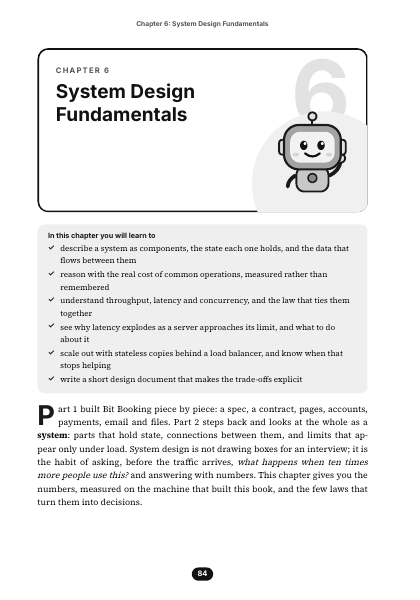 Chapter 6: System Design Fundamentals
CHAPTER 6
6
System Design
Fundamentals
In this chapter you will learn to
describe a system as components, the state each one holds, and the data that
flows between them
reason with the real cost of common operations, measured rather than
remembered
understand throughput, latency and concurrency, and the law that ties them
together
see why latency explodes as a server approaches its limit, and what to do
about it
scale out with stateless copies behind a load balancer, and know when that
stops helping
write a short design document that makes the trade-offs explicit
Part 1 built Bit Booking piece by piece: a spec, a contract, pages, accounts,
payments, email and files. Part 2 steps back and looks at the whole as a
system: parts that hold state, connections between them, and limits that ap-
pear only under load. System design is not drawing boxes for an interview; it is
the habit of asking, before the traffic arrives, what happens when ten times
more people use this? and answering with numbers. This chapter gives you the
numbers, measured on the machine that built this book, and the few laws that
turn them into decisions.
84